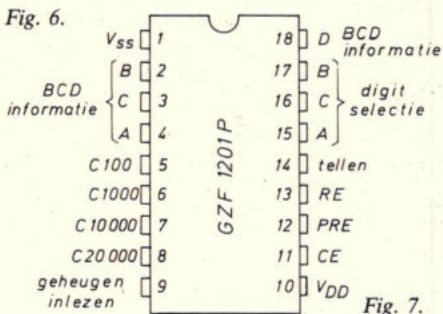 Fig. 6.
Vss 1 18 D BCD informatie
B 2 17 B
BCD informatie C 3 16 C digit selectie
A 4 15 A
C100 5 14 tellen
C1000 6 13 RE
C10000 7 12 PRE
C20000 8 11 CE
geheugen inlezen 9 10 VDD
GZF 1201P
Fig. 7.